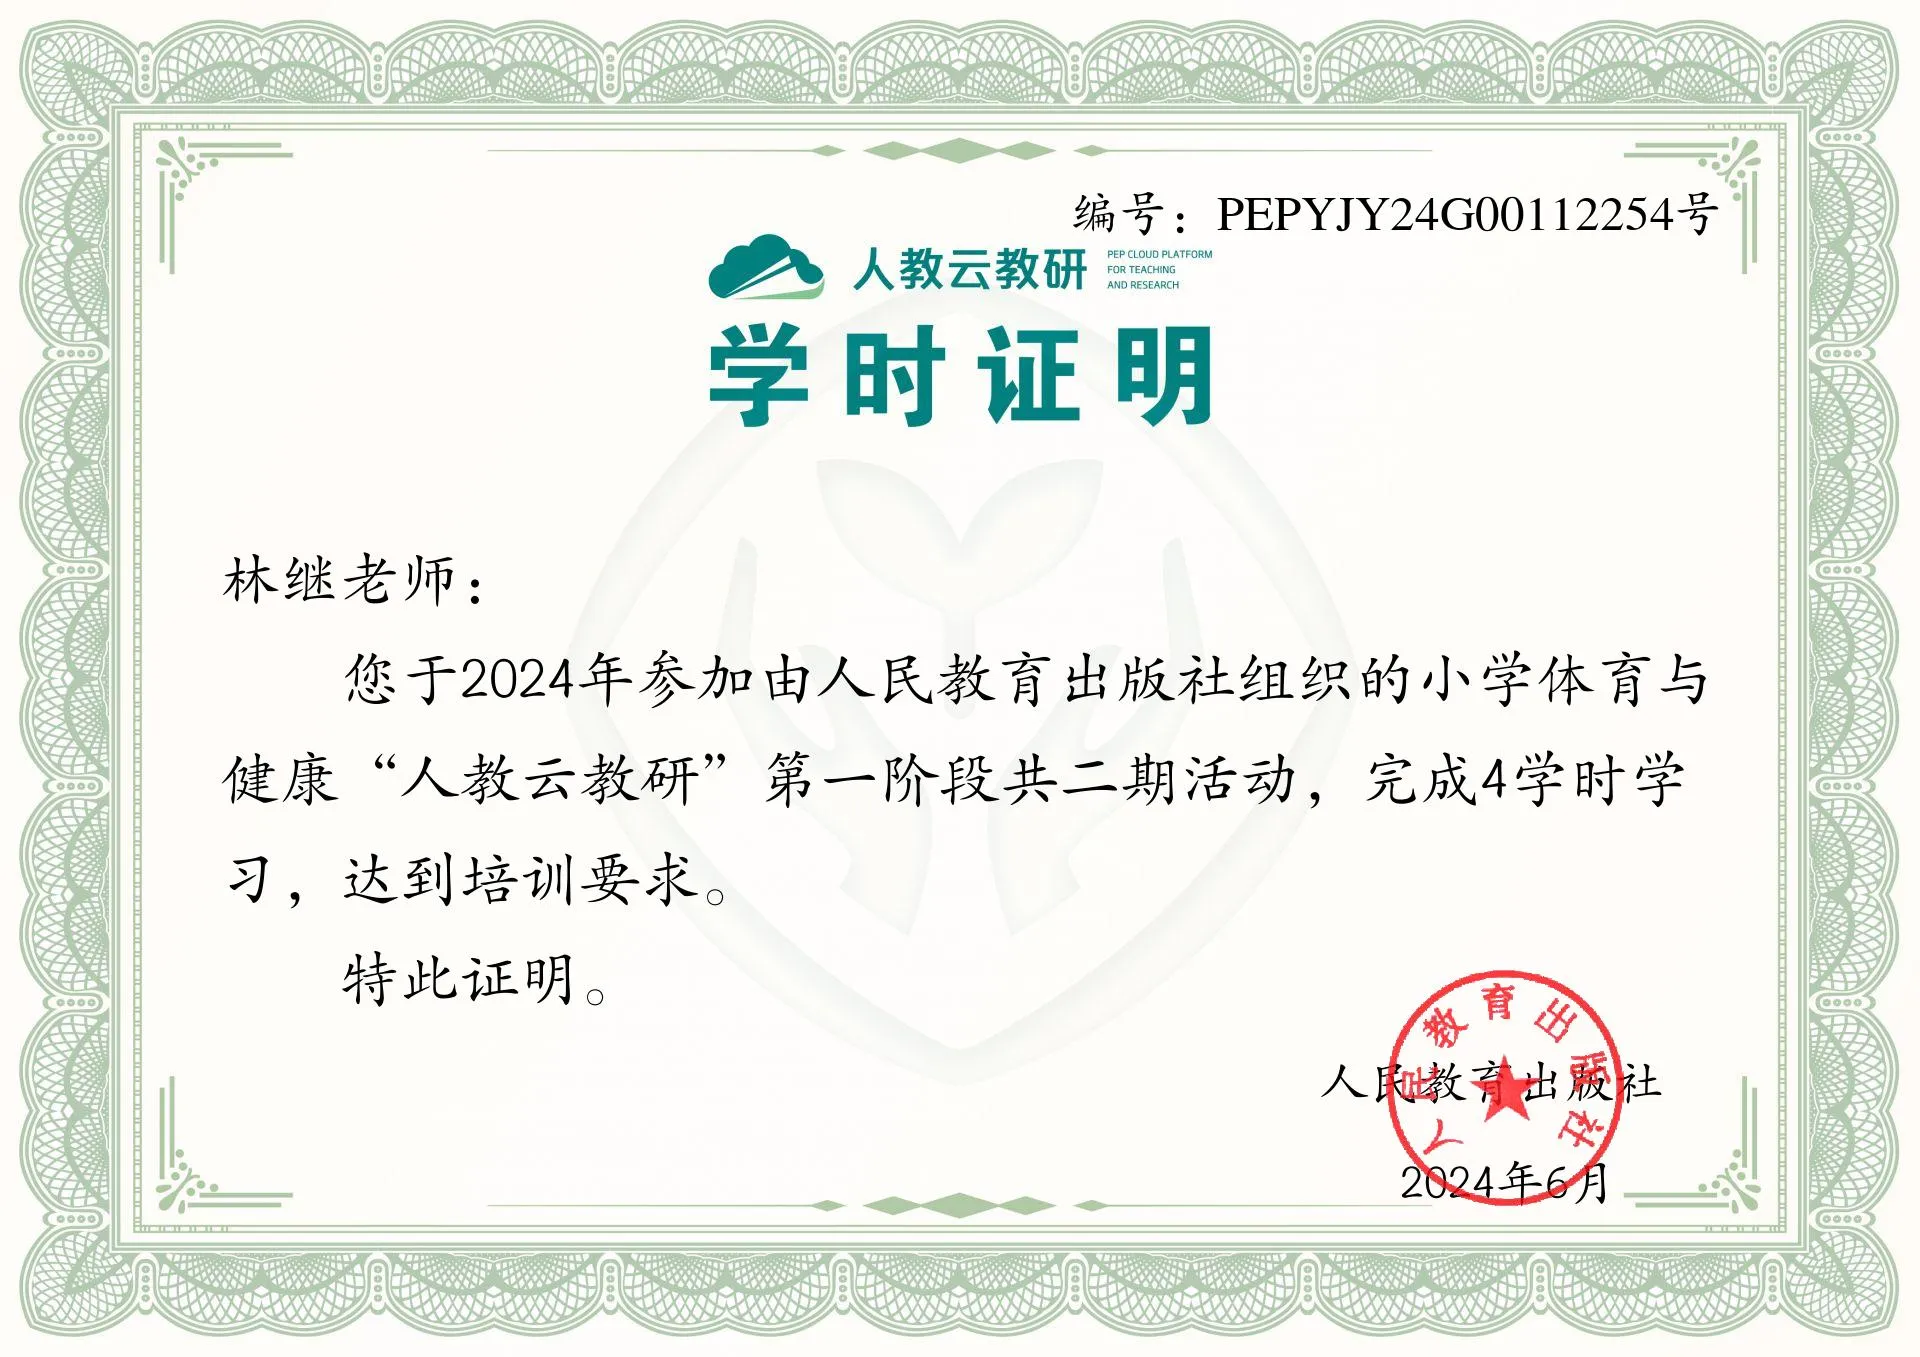 编号：PEPYJY24G00112254号
人教云教研
PEP CLOUD PLATFORM
FOR TEACHING
AND RESEARCH
学时证明
林继老师：
您于2024年参加由人民教育出版社组织的小学体育与
健康“人教云教研”第一阶段共二期活动，完成4学时学
习，达到培训要求。
特此证明。
人民教育出版社
人民教育出版社
2024年6月